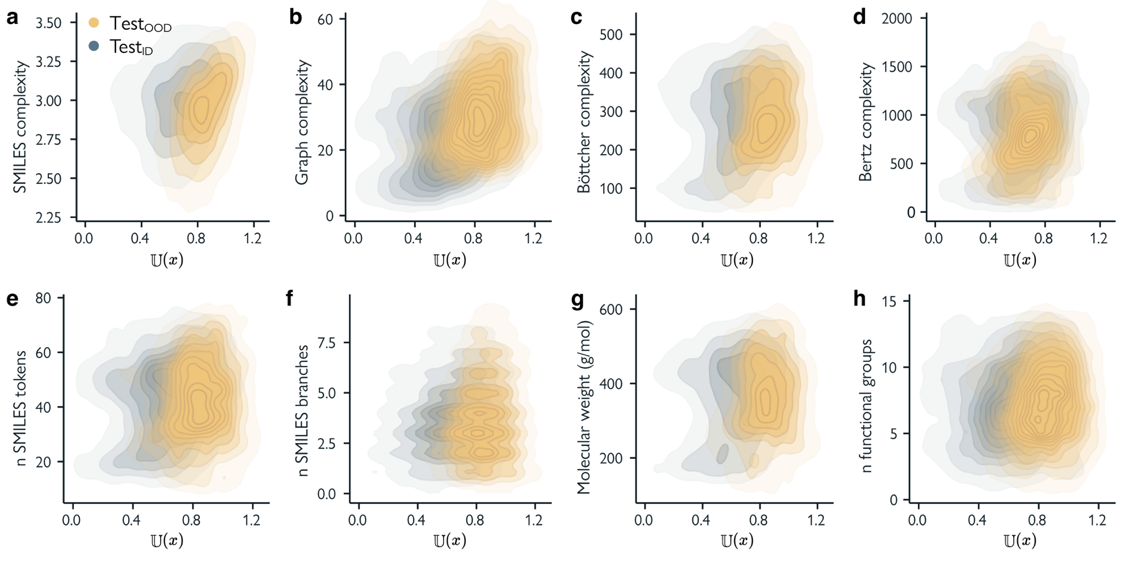 a
3.50
3.25
3.00
2.75
2.50
2.25
SMILES complexity
Test_OOD
Test_ID
0.0 0.4 0.8 1.2
𝕌(x)
b
60
40
20
0
Graph complexity
0.0 0.4 0.8 1.2
𝕌(x)
c
500
400
300
200
100
Böttcher complexity
0.0 0.4 0.8 1.2
𝕌(x)
d
2000
1500
1000
500
0
Bertz complexity
0.0 0.4 0.8 1.2
𝕌(x)
e
80
60
40
20
n SMILES tokens
0.0 0.4 0.8 1.2
𝕌(x)
f
7.5
5.0
2.5
0.0
n SMILES branches
0.0 0.4 0.8 1.2
𝕌(x)
g
600
400
200
Molecular weight (g/mol)
0.0 0.4 0.8 1.2
𝕌(x)
h
15
10
5
0
n functional groups
0.0 0.4 0.8 1.2
𝕌(x)